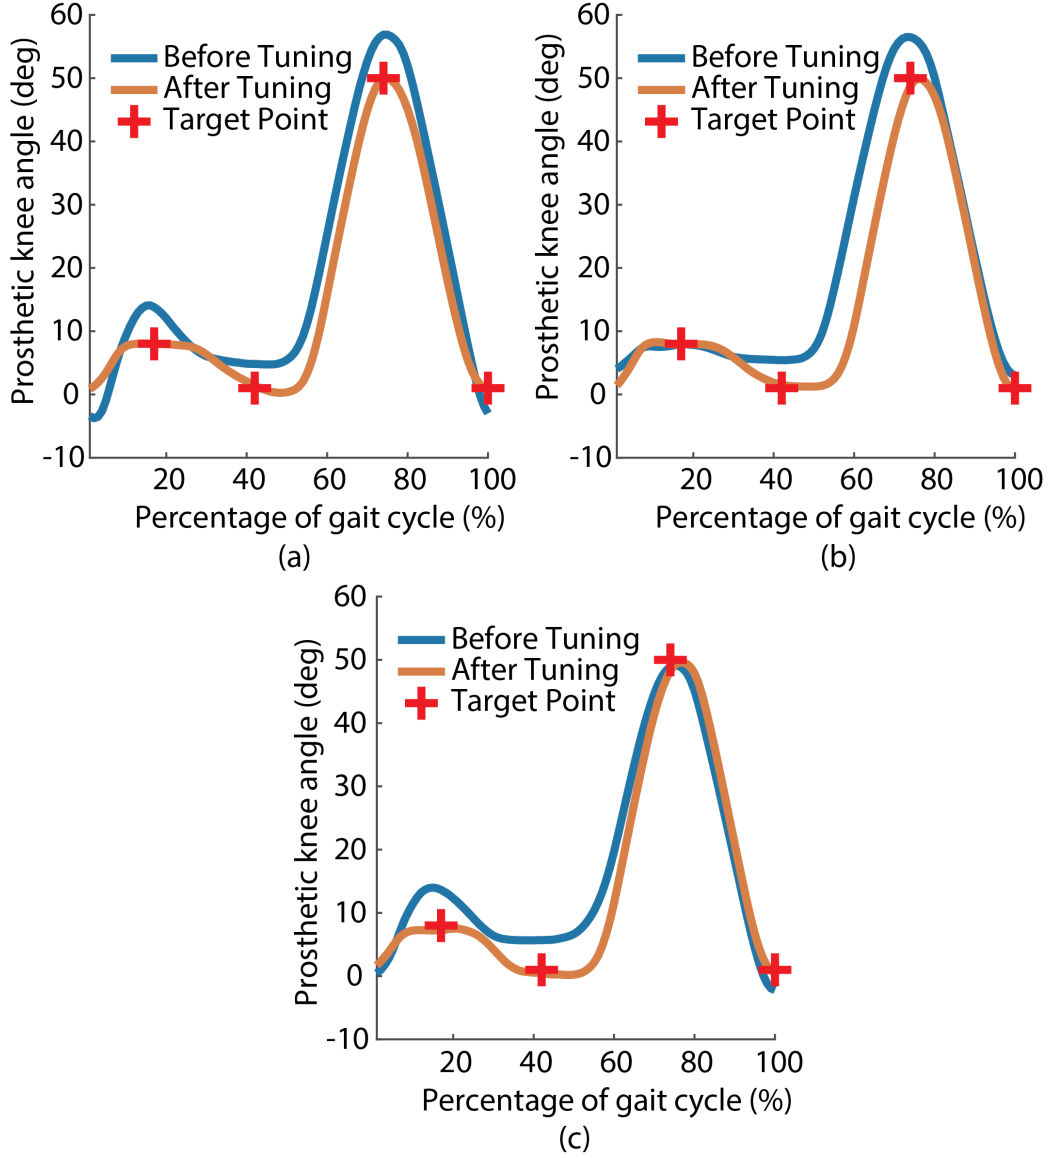 60
50
40
30
20
10
0
-10
Prosthetic knee angle (deg)
Before Tuning
After Tuning
Target Point
20 40 60 80 100
Percentage of gait cycle (%)
(a)
60
50
40
30
20
10
0
-10
Prosthetic knee angle (deg)
Before Tuning
After Tuning
Target Point
20 40 60 80 100
Percentage of gait cycle (%)
(b)
60
50
40
30
20
10
0
-10
Prosthetic knee angle (deg)
Before Tuning
After Tuning
Target Point
20 40 60 80 100
Percentage of gait cycle (%)
(c)